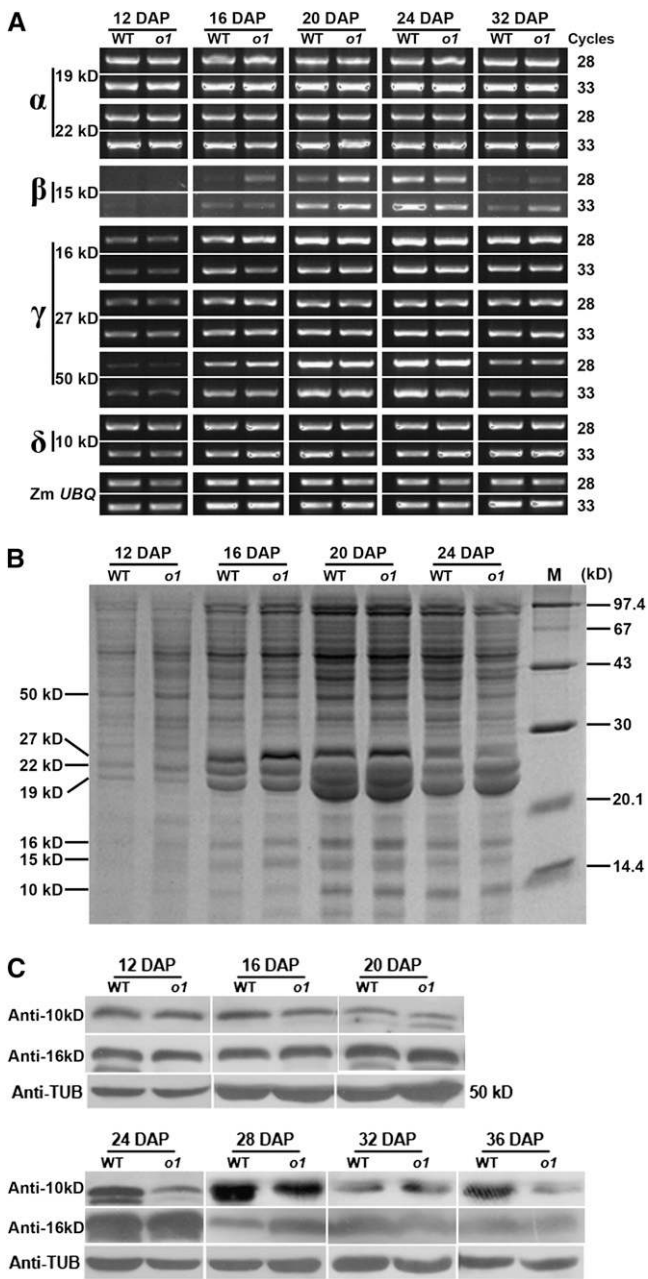 A
12 DAP 16 DAP 20 DAP 24 DAP 32 DAP
WT o1 WT o1 WT o1 WT o1 WT o1 Cycles
α
19 kD
28
33
22 kD
28
33
β
15 kD
28
33
γ
16 kD
28
33
27 kD
28
33
50 kD
28
33
δ
10 kD
28
33
Zm UBQ
28
33
B
12 DAP 16 DAP 20 DAP 24 DAP
WT o1 WT o1 WT o1 WT o1 M (kD)
97.4
67
43
50 kD
30
27 kD
22 kD
19 kD
20.1
16 kD
15 kD
14.4
10 kD
C
12 DAP 16 DAP 20 DAP
WT o1 WT o1 WT o1
Anti-10kD
Anti-16kD
Anti-TUB 50 kD
24 DAP 28 DAP 32 DAP 36 DAP
WT o1 WT o1 WT o1 WT o1
Anti-10kD
Anti-16kD
Anti-TUB